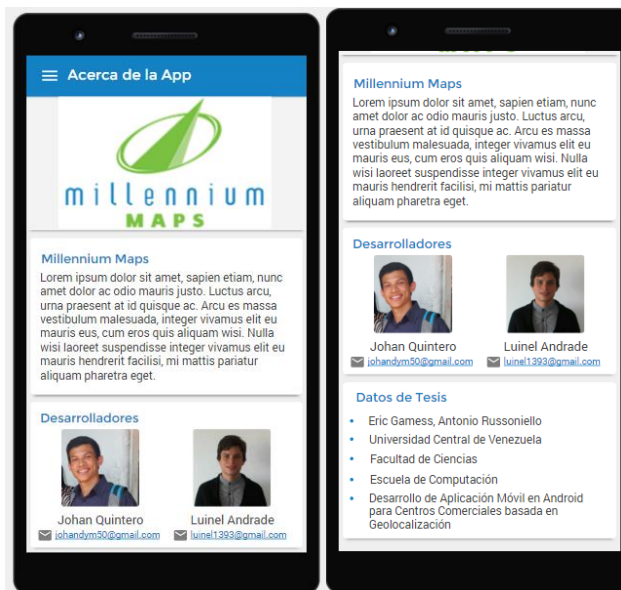 Acerca de la App
millennium
MAPS
Millennium Maps
Lorem ipsum dolor sit amet, sapien etiam, nunc
amet dolor ac odio mauris justo. Luctus arcu,
urna praesent at id quisque ac. Arcu es massa
vestibulum malesuada, integer vivamus elit eu
mauris eus, cum eros quis aliquam wisi. Nulla
wisi laoreet suspendisse integer vivamus elit eu
mauris hendrerit facilisi, mi mattis pariatur
aliquam pharetra eget.
Desarrolladores
Johan Quintero Luinel Andrade
johandym50@gmail.com luinel1393@gmail.com
Millennium Maps
Lorem ipsum dolor sit amet, sapien etiam, nunc
amet dolor ac odio mauris justo. Luctus arcu,
urna praesent at id quisque ac. Arcu es massa
vestibulum malesuada, integer vivamus elit eu
mauris eus, cum eros quis aliquam wisi. Nulla
wisi laoreet suspendisse integer vivamus elit eu
mauris hendrerit facilisi, mi mattis pariatur
aliquam pharetra eget.
Desarrolladores
Johan Quintero Luinel Andrade
johandym50@gmail.com luinel1393@gmail.com
Datos de Tesis
• Eric Gamess, Antonio Russoniello
• Universidad Central de Venezuela
• Facultad de Ciencias
• Escuela de Computación
• Desarrollo de Aplicación Móvil en Android
para Centros Comerciales basada en
Geolocalización